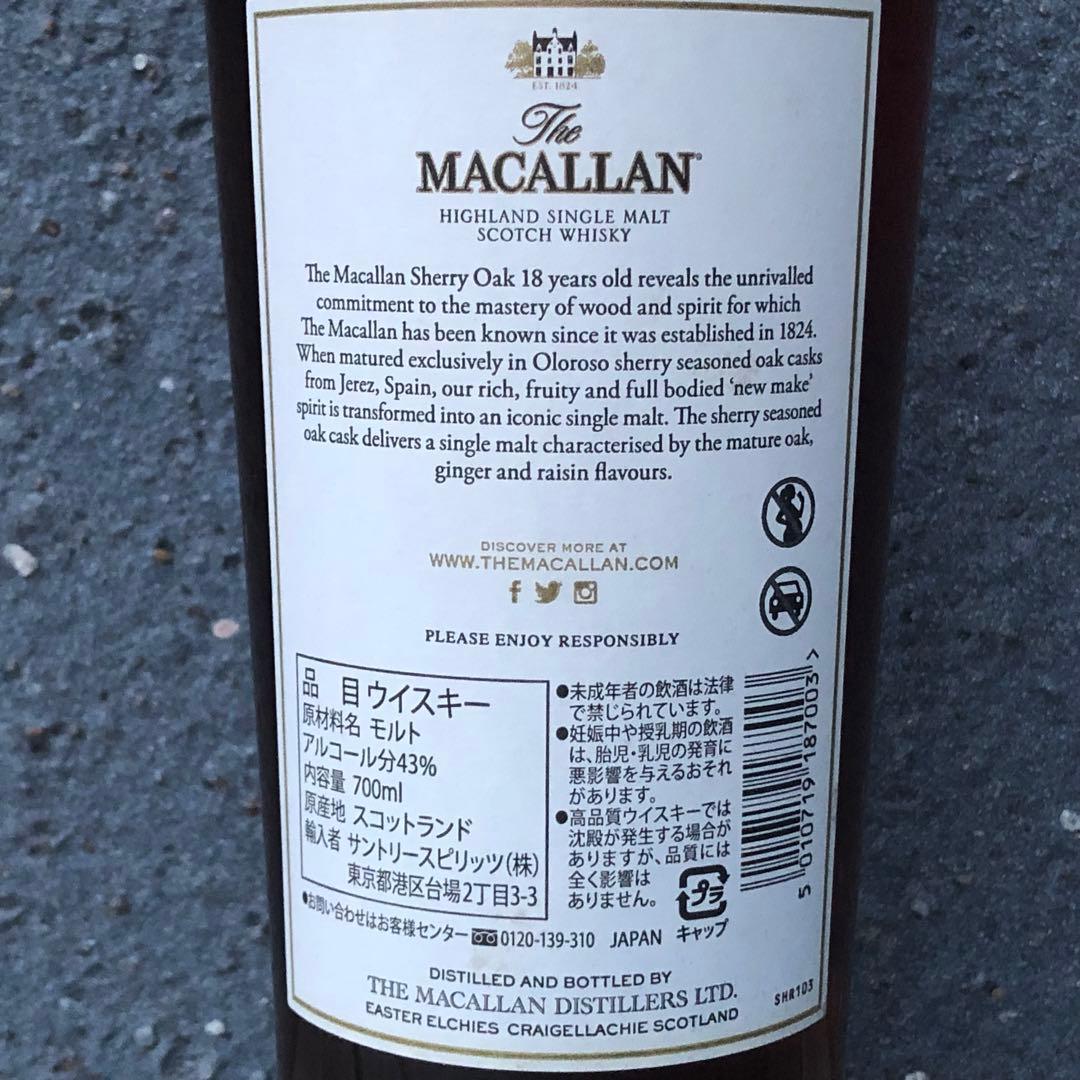 EST. 1824
The
MACALLAN
HIGHLAND SINGLE MALT
SCOTCH WHISKY
The Macallan Sherry Oak 18 years old reveals the unrivalled
commitment to the mastery of wood and spirit for which
The Macallan has been known since it was established in 1824.
When matured exclusively in Oloroso sherry seasoned oak casks
from Jerez, Spain, our rich, fruity and full bodied ‘new make’
spirit is transformed into an iconic single malt. The sherry seasoned
oak cask delivers a single malt characterised by the mature oak,
ginger and raisin flavours.
DISCOVER MORE AT
WWW.THEMACALLAN.COM
PLEASE ENJOY RESPONSIBLY
品 目 ウイスキー
原材料名 モルト
アルコール分43%
内容量 700ml
原産地 スコットランド
輸入者 サントリースピリッツ(株)
東京都港区台場2丁目3-3
●未成年者の飲酒は法律
で禁じられています。
●妊娠中や授乳期の飲酒
は、胎児・乳児の発育に
悪影響を与えるおそれ
があります。
●高品質ウイスキーでは
沈殿が発生する場合が
ありますが、品質には
全く影響は
ありません。
プラ
キャップ
5 010719 187003 >
●お問い合わせはお客様センター 0120-139-310 JAPAN
DISTILLED AND BOTTLED BY
THE MACALLAN DISTILLERS LTD.
EASTER ELCHIES CRAIGELLACHIE SCOTLAND
SHR103